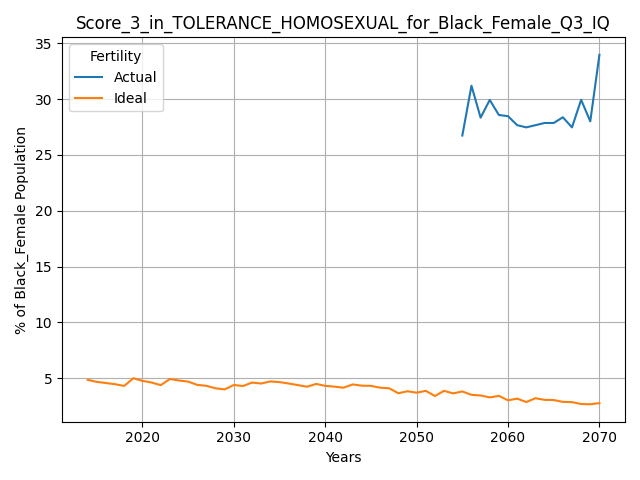 Score_3_in_TOLERANCE_HOMOSEXUAL_for_Black_Female_Q3_IQ
Fertility
Actual
Ideal
35
30
25
20
15
10
5
% of Black_Female Population
2020 2030 2040 2050 2060 2070
Years